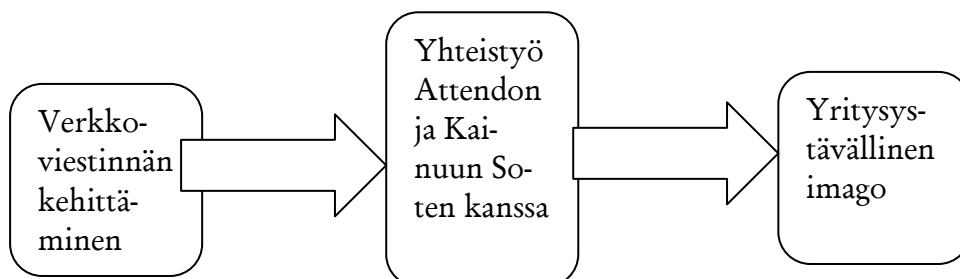 Verkko-
viestinnän
kehittä-
minen
Yhteistyö
Attendon
ja Kai-
nuun So-
ten kanssa
Yritysys-
tävällinen
imago